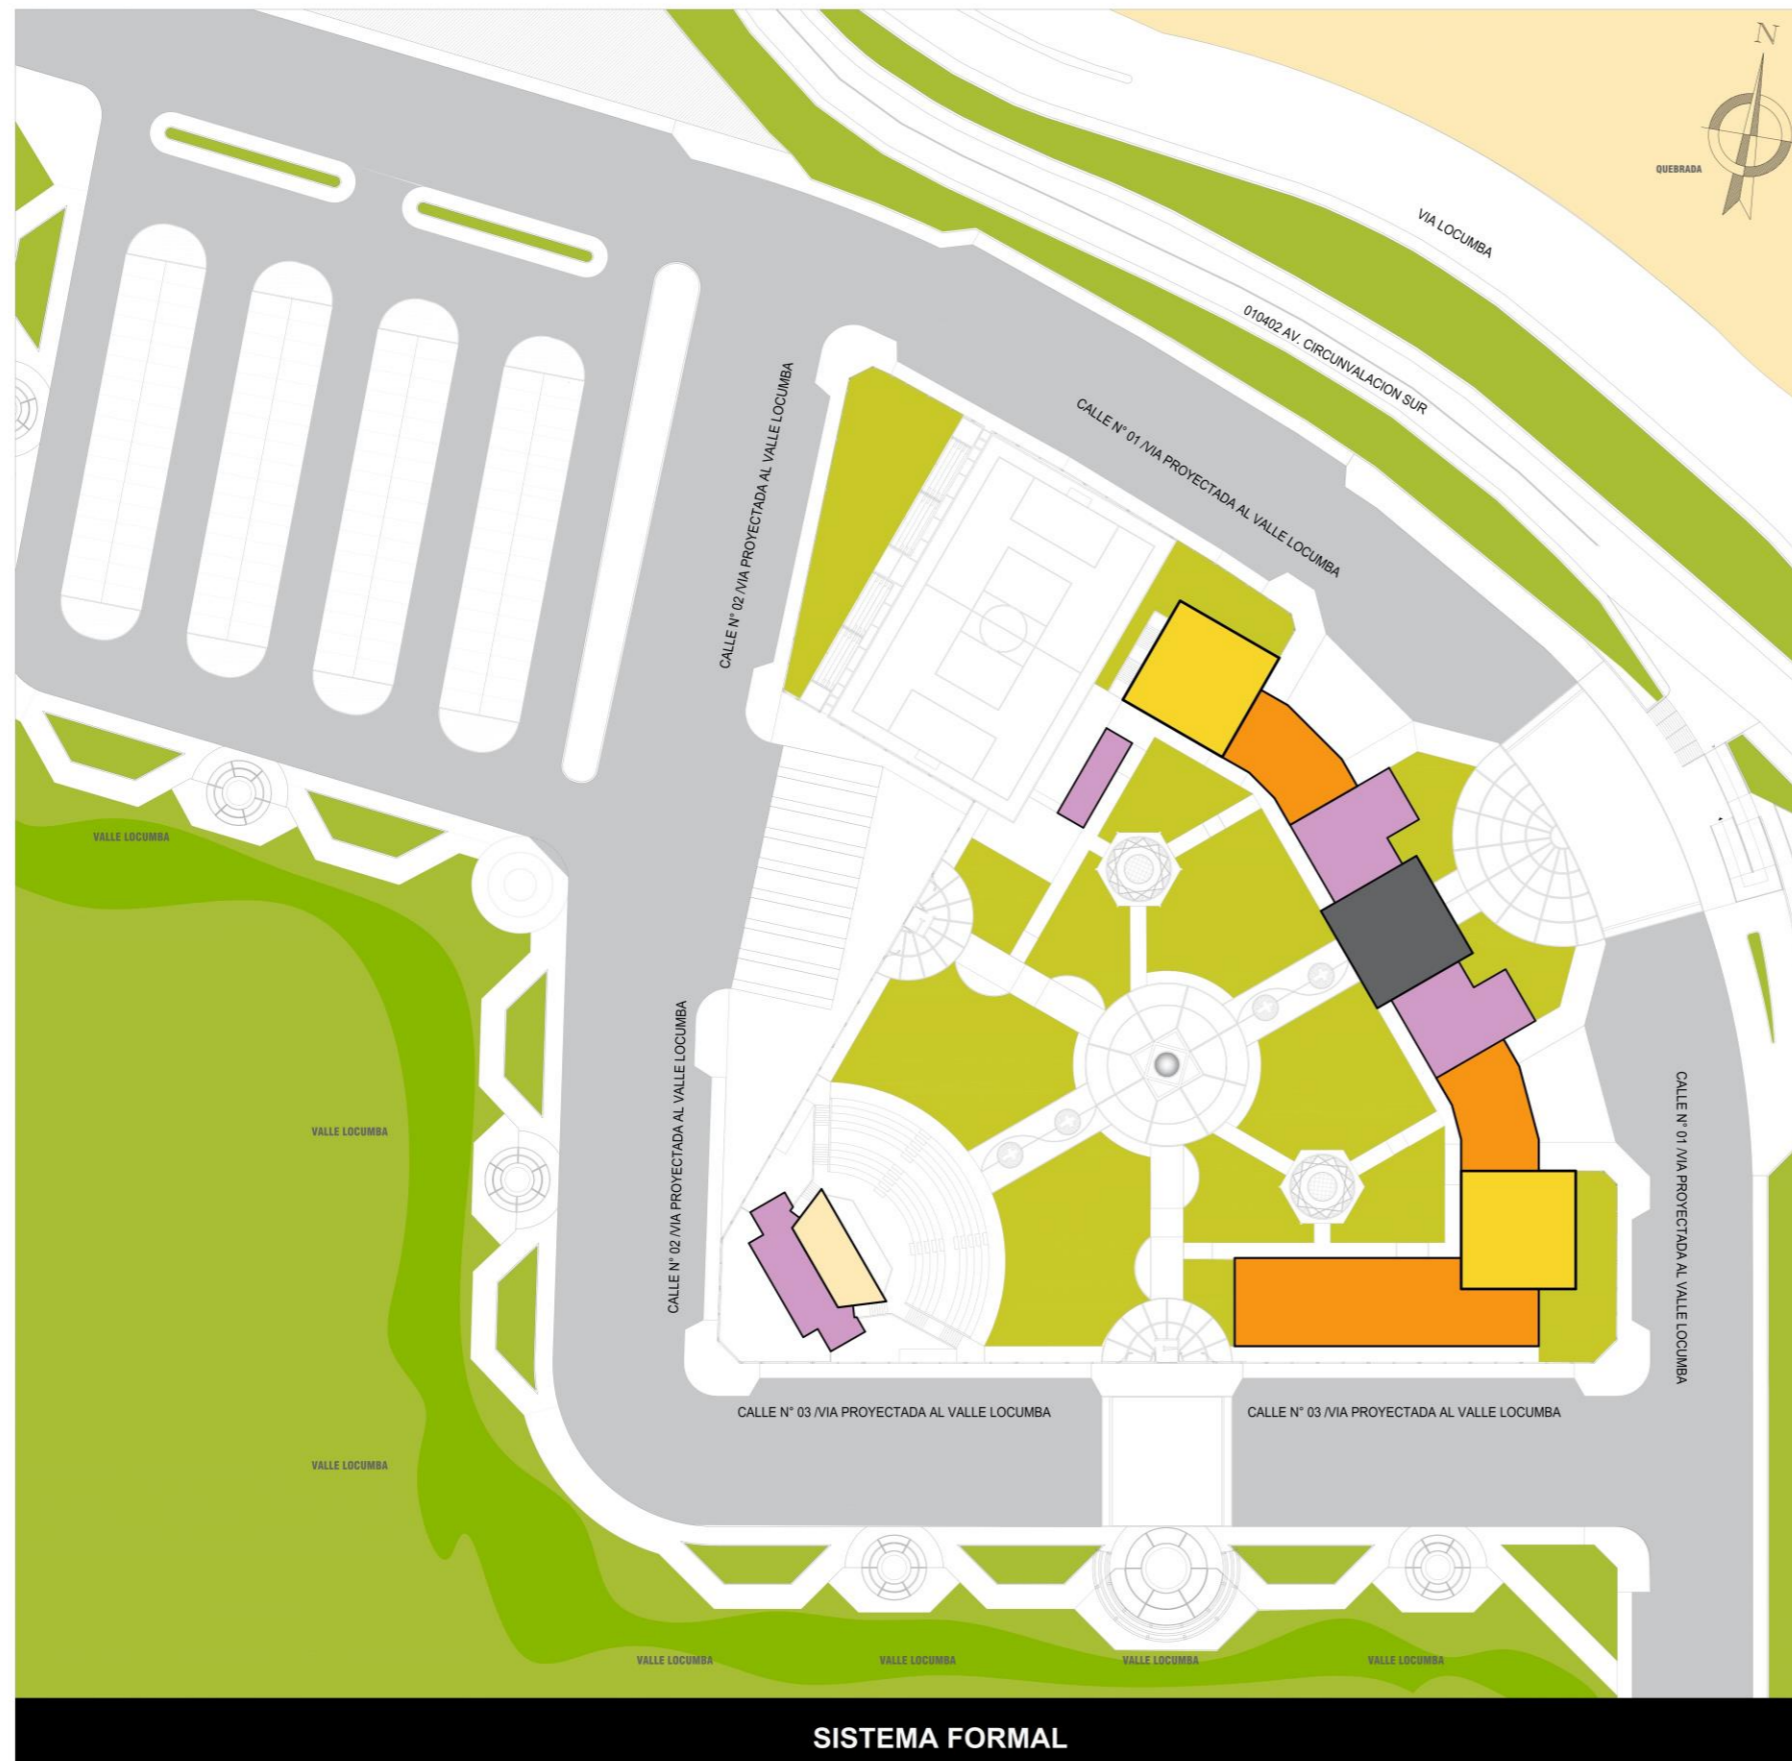 N
QUEBRADA
VIA LOCUMBA
010402 AV. CIRCUNVALACION SUR
CALLE N° 01 /VIA PROYECTADA AL VALLE LOCUMBA
CALLE N° 02 /VIA PROYECTADA AL VALLE LOCUMBA
VALLE LOCUMBA
CALLE N° 02 /VIA PROYECTADA AL VALLE LOCUMBA
CALLE N° 01 /VIA PROYECTADA AL VALLE LOCUMBA
VALLE LOCUMBA
CALLE N° 03 /VIA PROYECTADA AL VALLE LOCUMBA
CALLE N° 03 /VIA PROYECTADA AL VALLE LOCUMBA
VALLE LOCUMBA
VALLE LOCUMBA
VALLE LOCUMBA
VALLE LOCUMBA
VALLE LOCUMBA
SISTEMA FORMAL